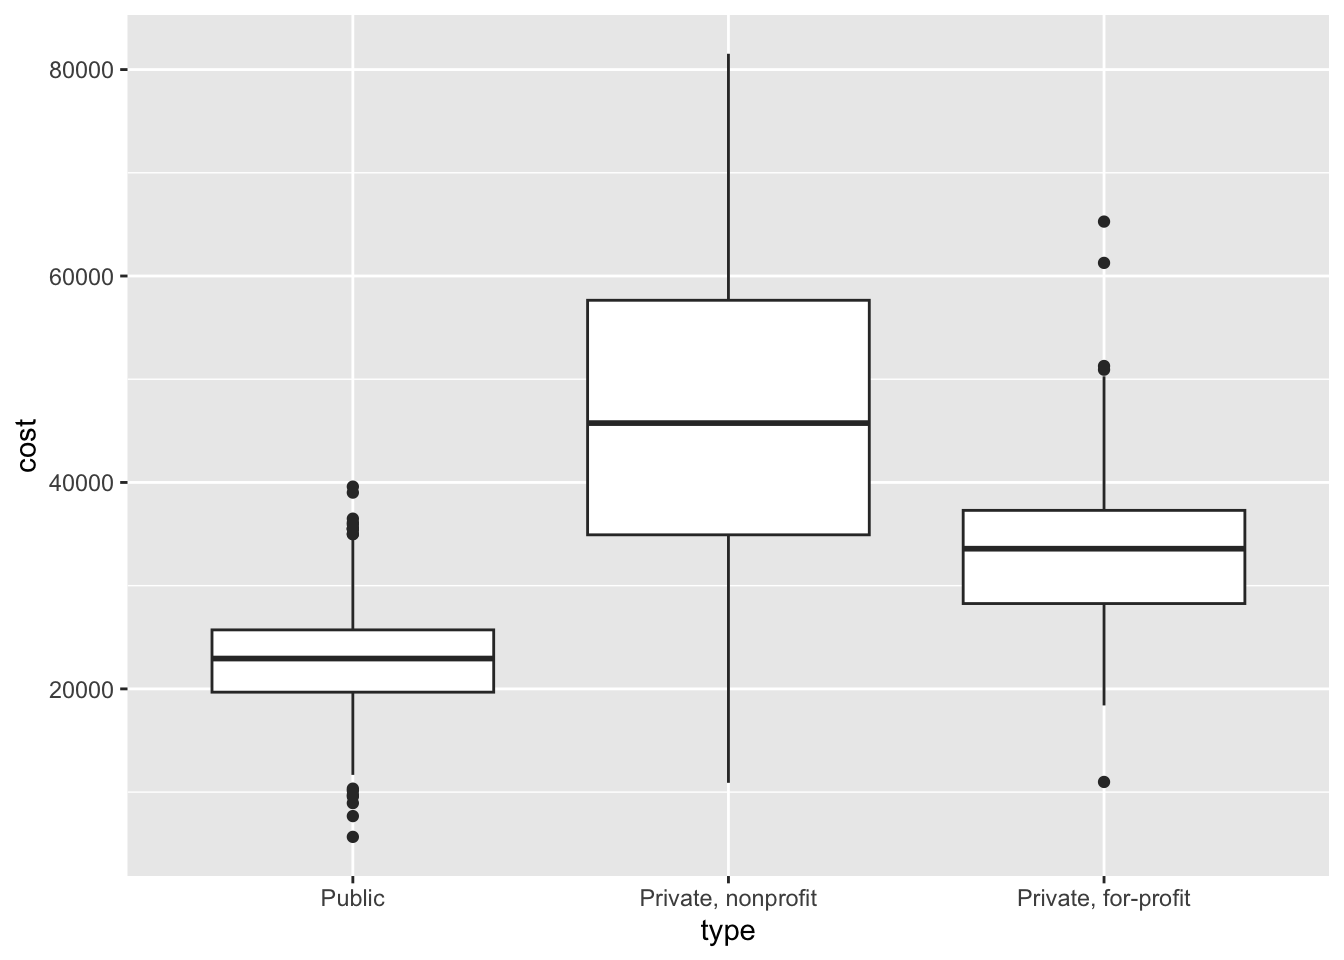 80000
60000
40000
20000
cost
Public
Private, nonprofit
Private, for-profit
type